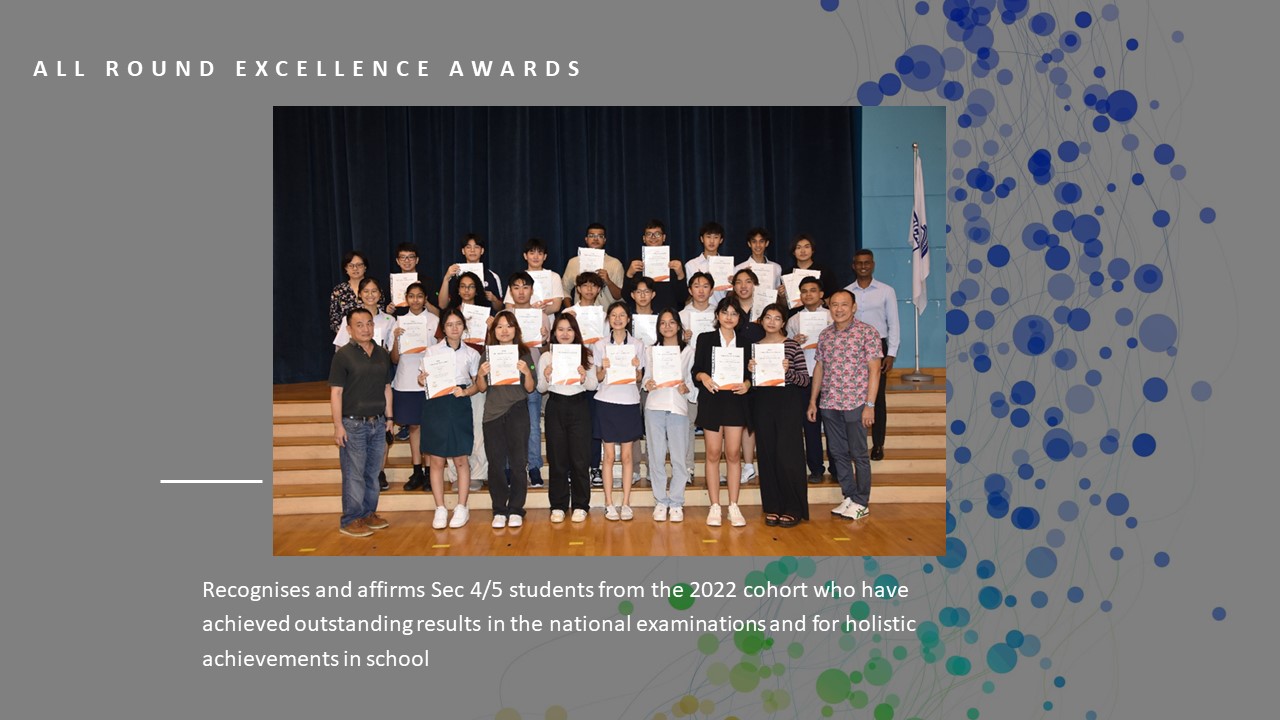 ALL ROUND EXCELLENCE AWARDS
Recognises and affirms Sec 4/5 students from the 2022 cohort who have
achieved outstanding results in the national examinations and for holistic
achievements in school